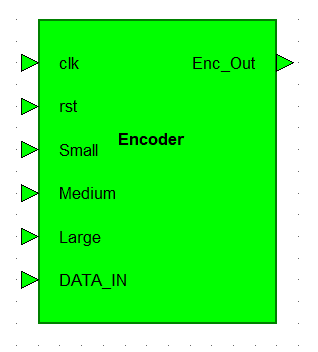 clk
Enc_Out
rst
Encoder
Small
Medium
Large
DATA_IN